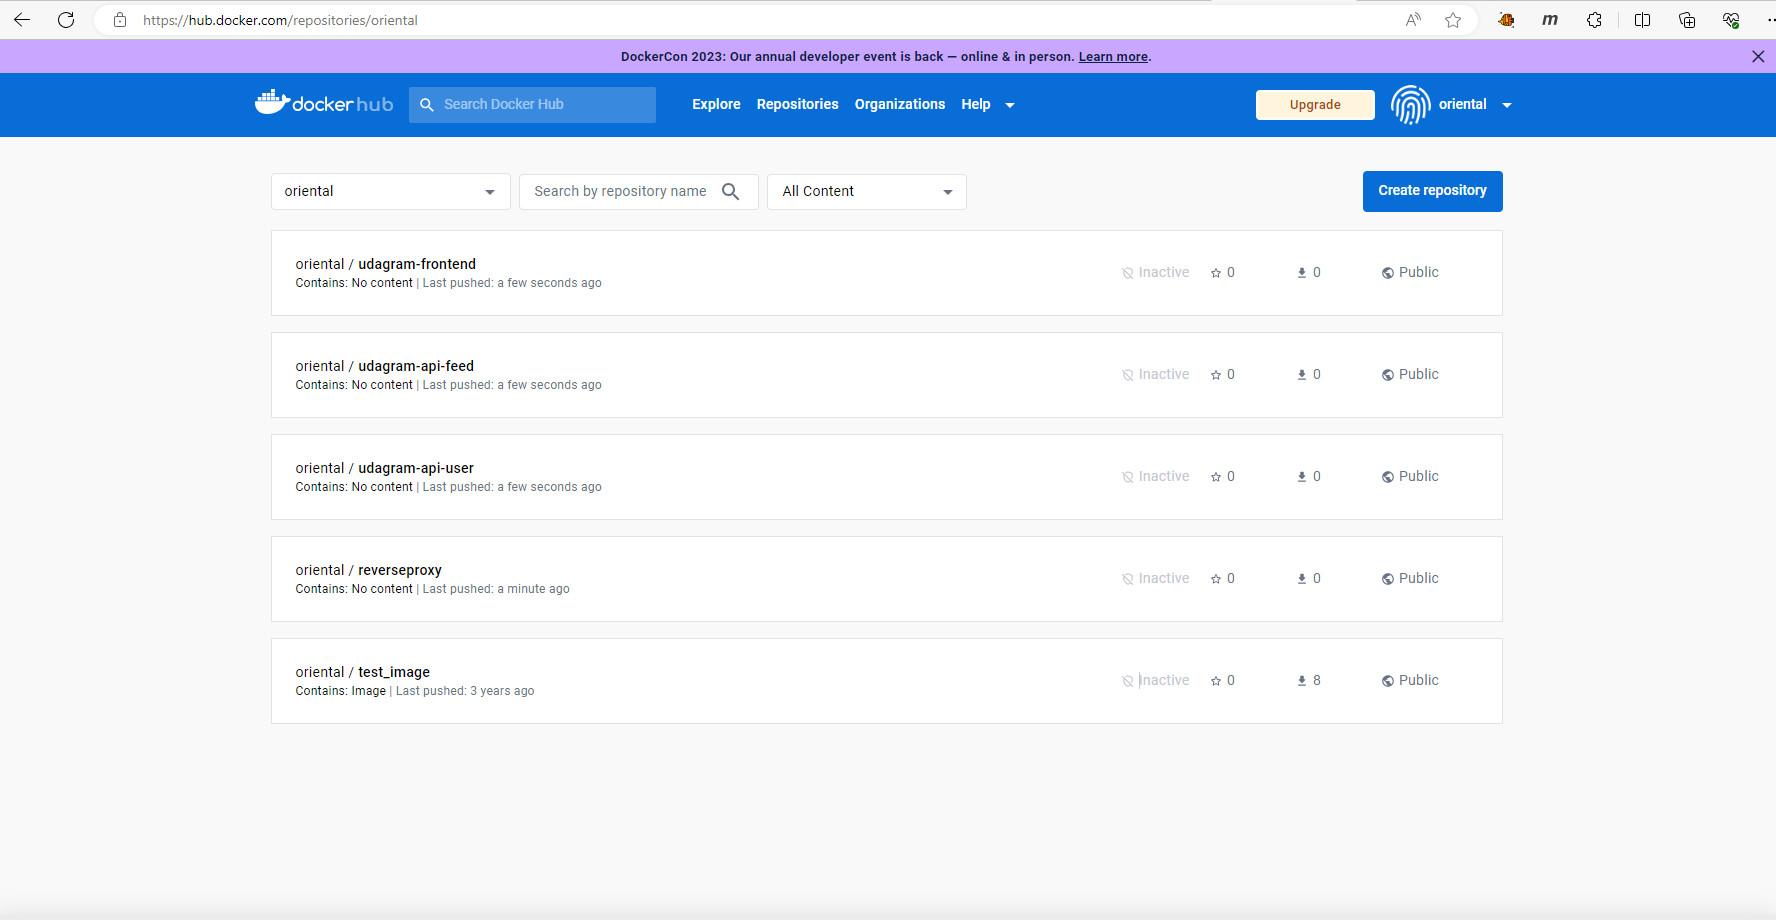 https://hub.docker.com/repositories/oriental
DockerCon 2023: Our annual developer event is back — online & in person. Learn more.
docker hub
Search Docker Hub
Explore
Repositories
Organizations
Help
Upgrade
oriental
oriental
Search by repository name
All Content
Create repository
oriental / udagram-frontend
Contains: No content | Last pushed: a few seconds ago
Inactive
0
0
Public
oriental / udagram-api-feed
Contains: No content | Last pushed: a few seconds ago
Inactive
0
0
Public
oriental / udagram-api-user
Contains: No content | Last pushed: a few seconds ago
Inactive
0
0
Public
oriental / reverseproxy
Contains: No content | Last pushed: a minute ago
Inactive
0
0
Public
oriental / test_image
Contains: Image | Last pushed: 3 years ago
Inactive
0
8
Public